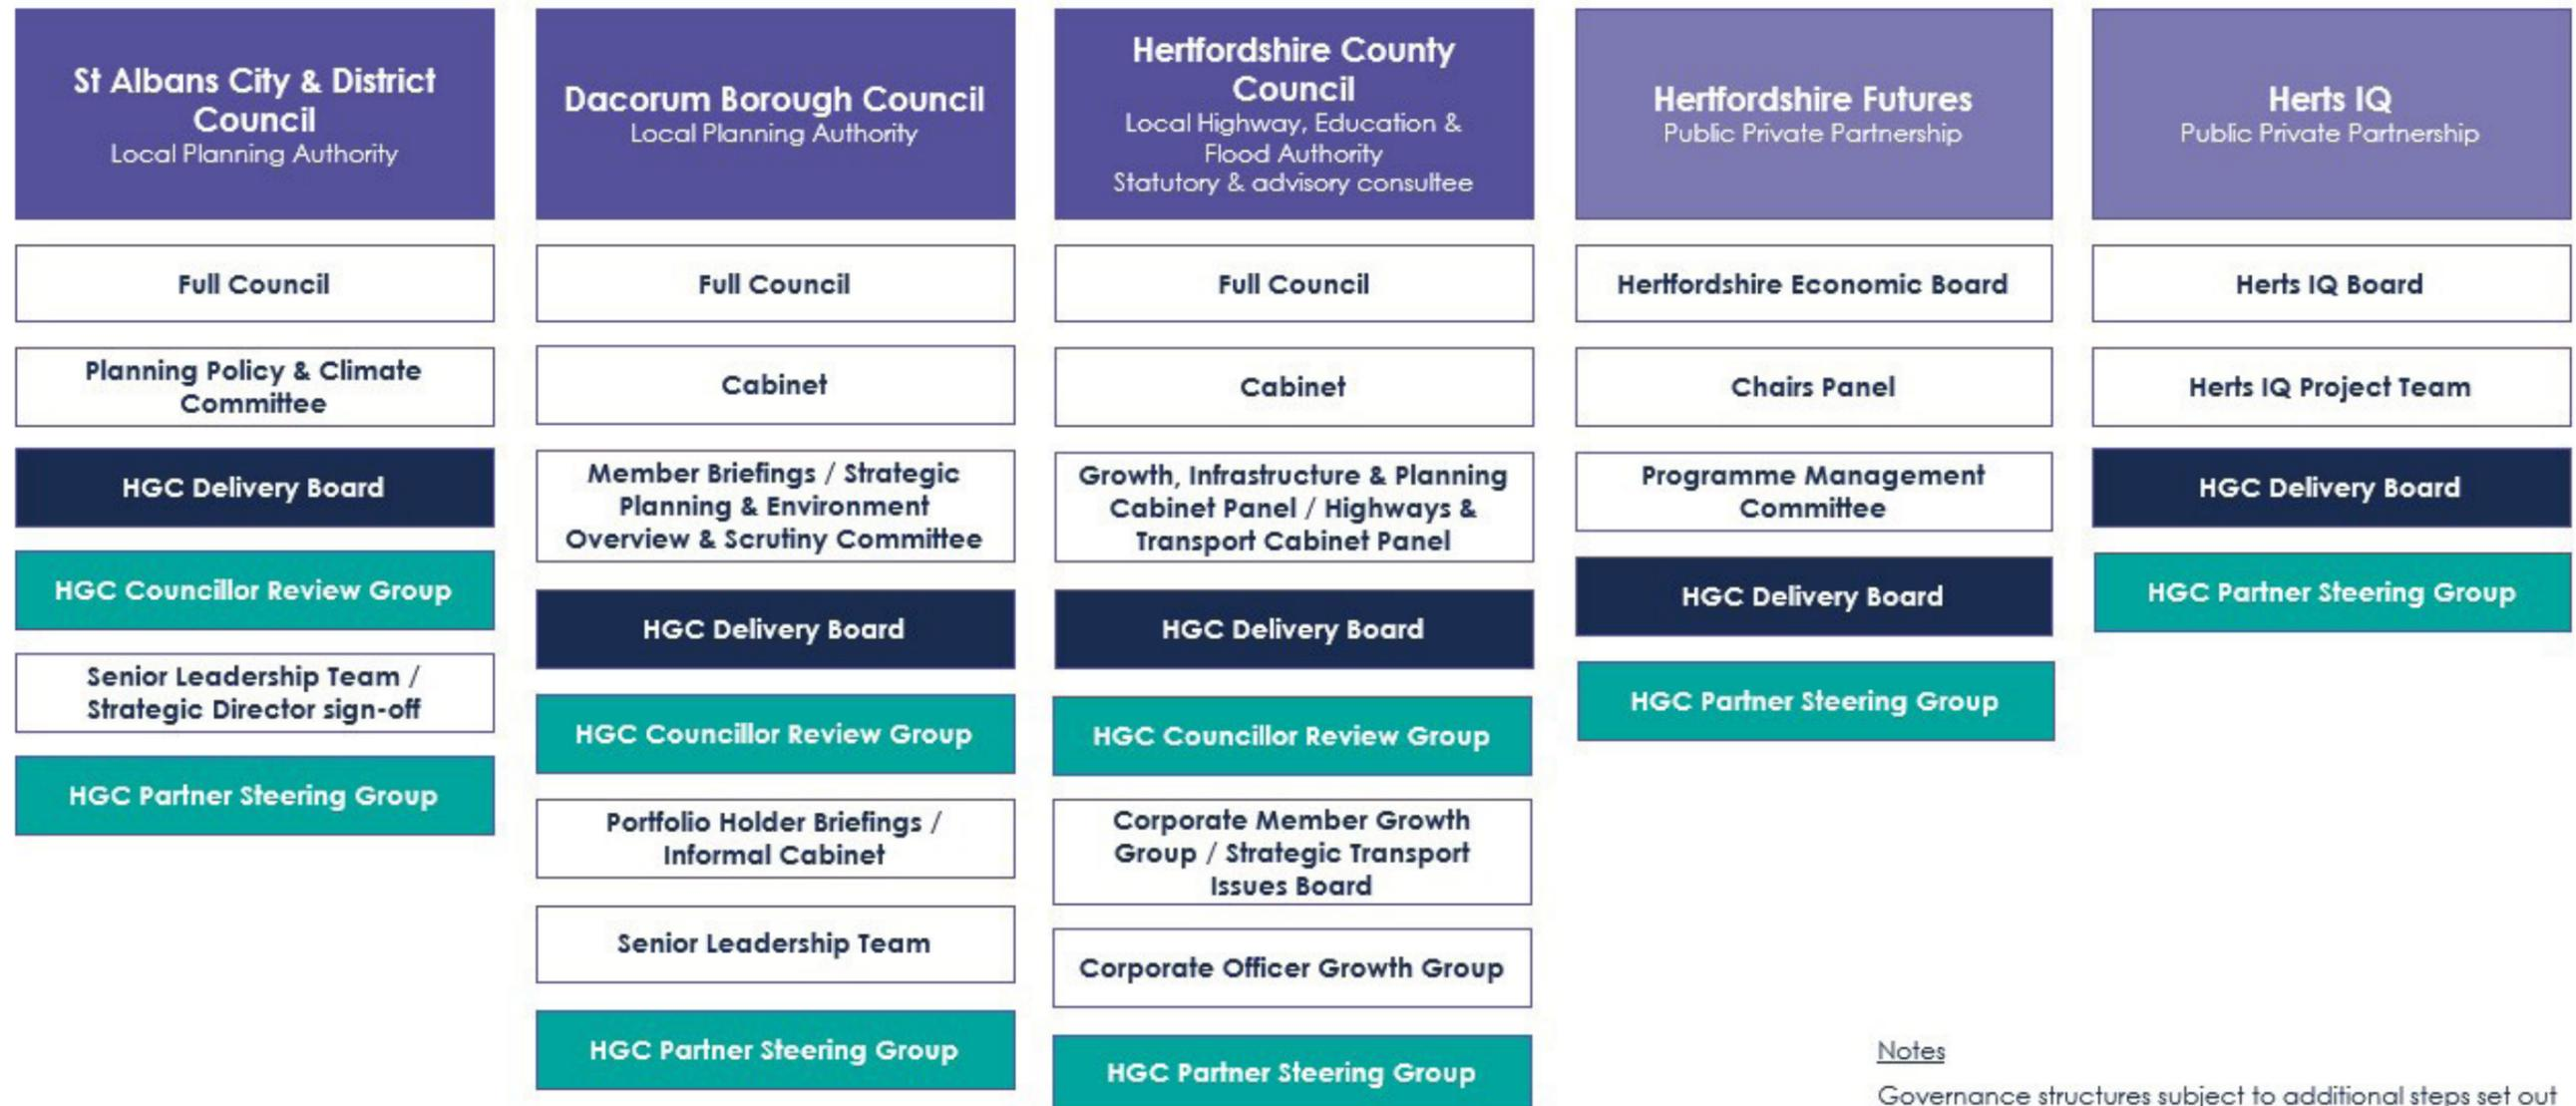 St Albans City & District
Council
Local Planning Authority
Full Council
Planning Policy & Climate
Committee
HGC Delivery Board
HGC Councillor Review Group
Senior Leadership Team /
Strategic Director sign-off
HGC Partner Steering Group
Dacorum Borough Council
Local Planning Authority
Full Council
Cabinet
Member Briefings / Strategic
Planning & Environment
Overview & Scrutiny Committee
HGC Delivery Board
HGC Councillor Review Group
Portfolio Holder Briefings /
Informal Cabinet
Senior Leadership Team
HGC Partner Steering Group
Hertfordshire County
Council
Local Highway, Education &
Flood Authority
Statutory & advisory consultee
Full Council
Cabinet
Growth, Infrastructure & Planning
Cabinet Panel / Highways &
Transport Cabinet Panel
HGC Delivery Board
HGC Councillor Review Group
Corporate Member Growth
Group / Strategic Transport
Issues Board
Corporate Officer Growth Group
HGC Partner Steering Group
Hertfordshire Futures
Public Private Partnership
Hertfordshire Economic Board
Chairs Panel
Programme Management
Committee
HGC Delivery Board
HGC Partner Steering Group
Herts IQ
Public Private Partnership
Herts IQ Board
Herts IQ Project Team
HGC Delivery Board
HGC Partner Steering Group
Notes
Governance structures subject to additional steps set out